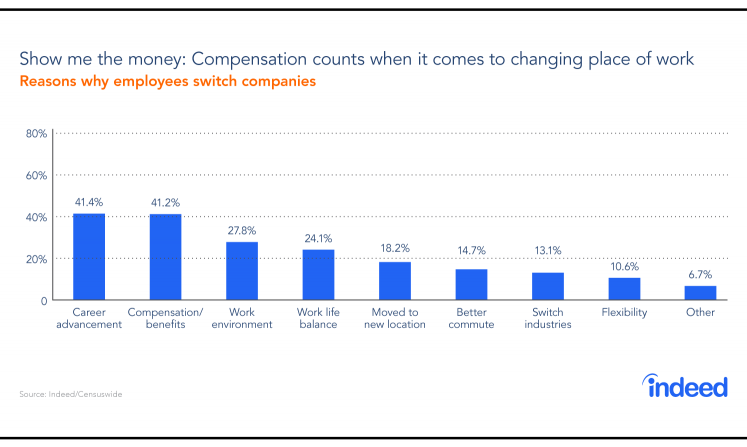 Show me the money: Compensation counts when it comes to changing place of work
Reasons why employees switch companies
80%
60%
40%
20%
0
41.4%
41.2%
27.8%
24.1%
18.2%
14.7%
13.1%
10.6%
6.7%
Career
advancement
Compensation/
benefits
Work
environment
Work life
balance
Moved to
new location
Better
commute
Switch
industries
Flexibility
Other
Source: Indeed/Censuswide
indeed